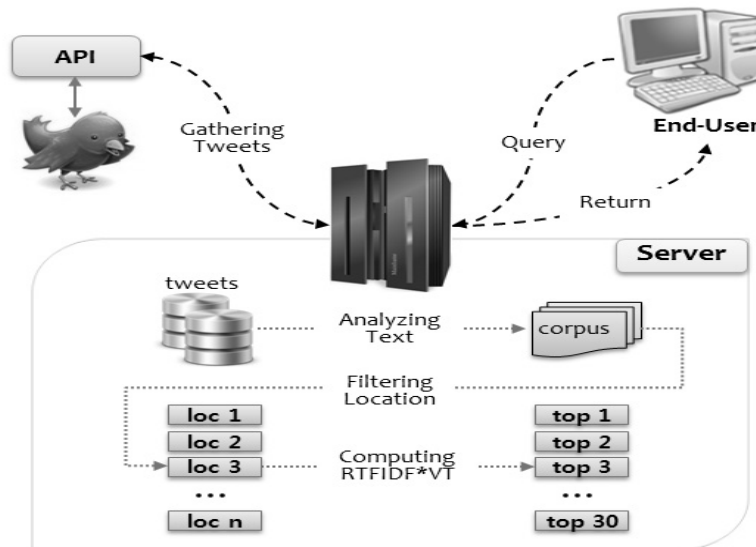 API
Gathering
Tweets
Query
End-User
Return
Server
tweets
Analyzing
Text
corpus
Filtering
Location
loc 1
top 1
loc 2
top 2
Computing
loc 3
RTFIDF*VT
top 3
...
...
loc n
top 30